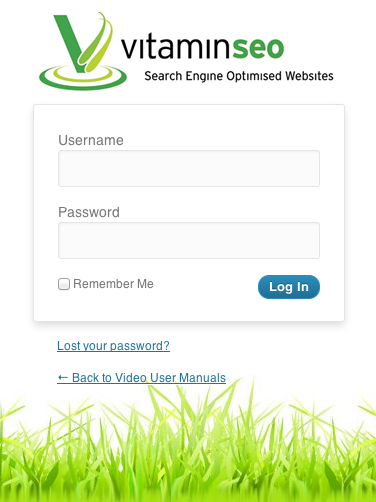 vitaminseo
Search Engine Optimised Websites
Username
Password
Remember Me
Log In
Lost your password?
← Back to Video User Manuals